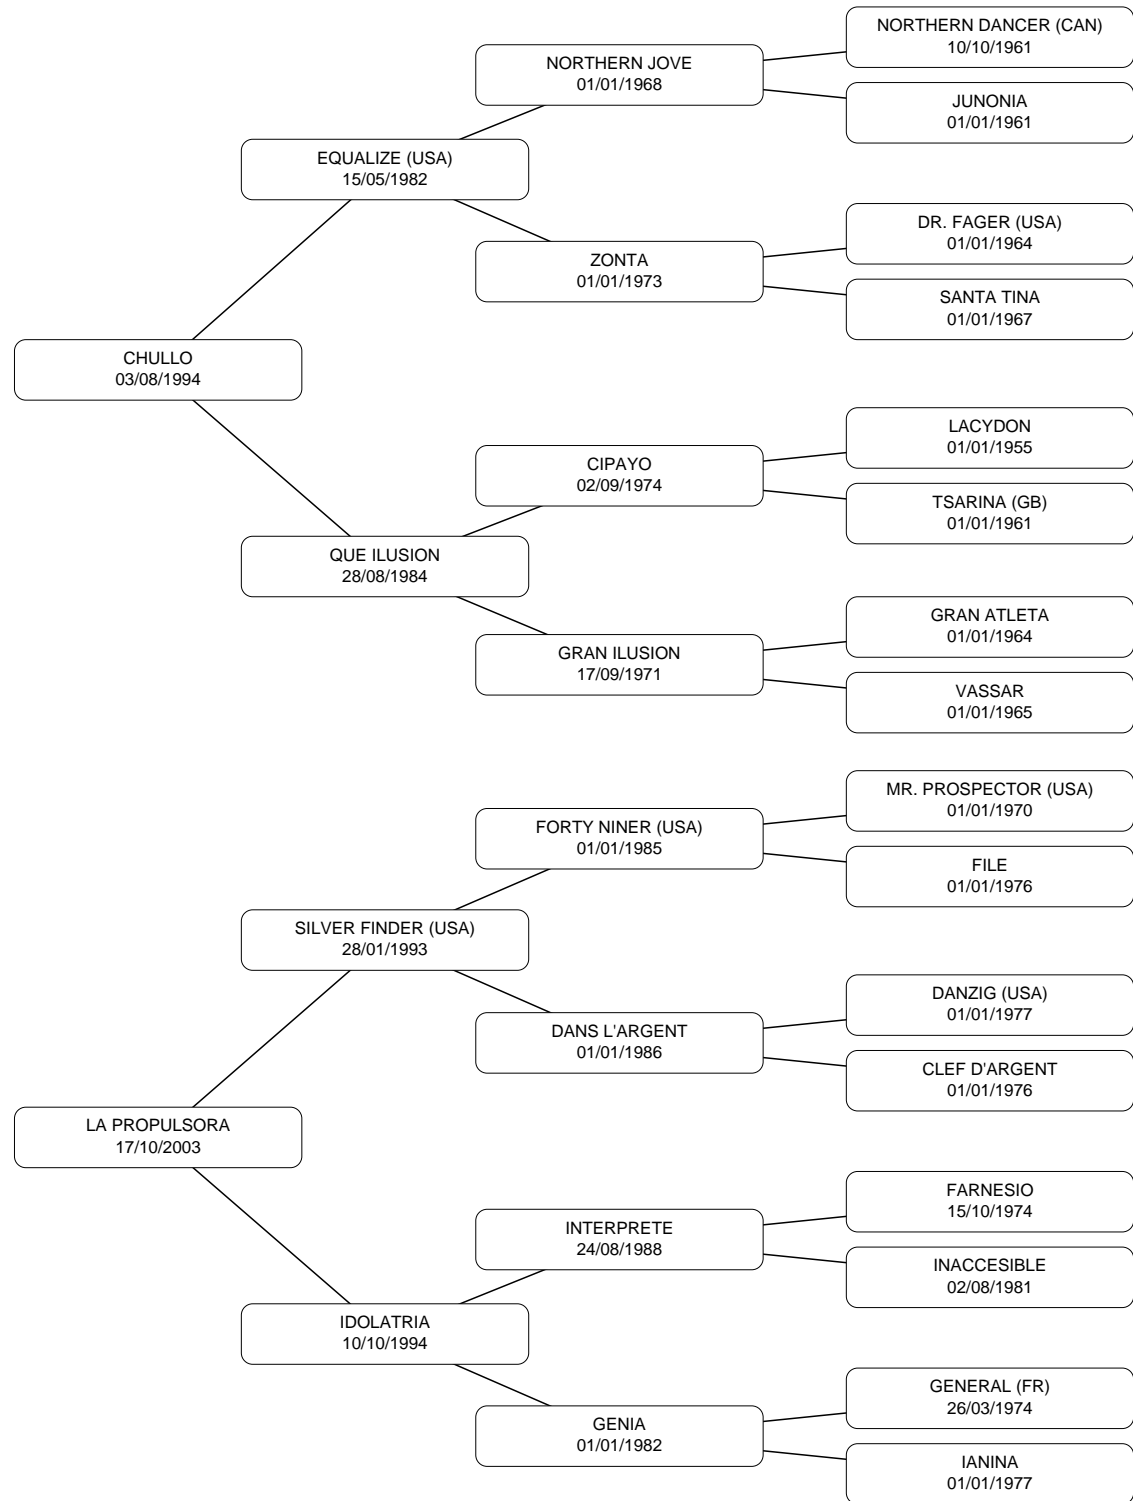 NORTHERN DANCER (CAN)
10/10/1961
NORTHERN JOVE
01/01/1968
JUNONIA
01/01/1961
EQUALIZE (USA)
15/05/1982
DR. FAGER (USA)
01/01/1964
ZONTA
01/01/1973
SANTA TINA
01/01/1967
CHULLO
03/08/1994
LACYDON
01/01/1955
CIPAYO
02/09/1974
TSARINA (GB)
01/01/1961
QUE ILUSION
28/08/1984
GRAN ATLETA
01/01/1964
GRAN ILUSION
17/09/1971
VASSAR
01/01/1965
MR. PROSPECTOR (USA)
01/01/1970
FORTY NINER (USA)
01/01/1985
FILE
01/01/1976
SILVER FINDER (USA)
28/01/1993
DANZIG (USA)
01/01/1977
DANS L'ARGENT
01/01/1986
CLEF D'ARGENT
01/01/1976
LA PROPULSORA
17/10/2003
FARNESIO
15/10/1974
INTERPRETE
24/08/1988
INACCESIBLE
02/08/1981
IDOLATRIA
10/10/1994
GENERAL (FR)
26/03/1974
GENIA
01/01/1982
IANINA
01/01/1977